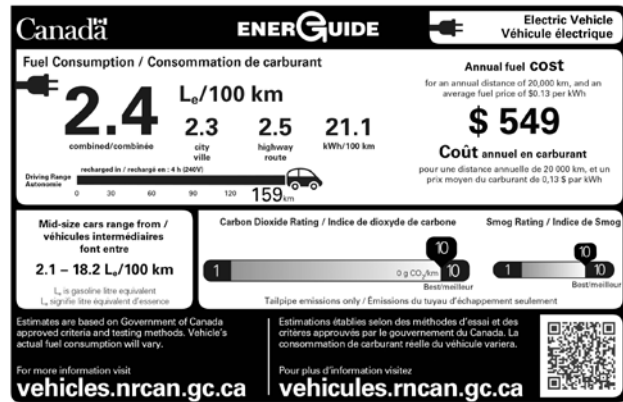 Canada
ENERGUIDE
Electric Vehicle
Véhicule électrique
Fuel Consumption / Consommation de carburant
2.4
combined/combinée
Lₑ/100 km
2.3
city
ville
2.5
highway
route
21.1
kWh/100 km
Driving Range
Autonomie
recharged in / rechargé en : 4 h (240V)
0 30 60 90 120 159 km
Annual fuel COST
for an annual distance of 20,000 km, and an
average fuel price of $0.13 per kWh
$ 549
Coût annuel en carburant
pour une distance annuelle de 20 000 km, et un
prix moyen du carburant de 0,13 $ par kWh
Mid-size cars range from /
véhicules intermédiaires
font entre
2.1 – 18.2 Lₑ/100 km
Lₑ is gasoline litre equivalent
Lₑ signifie litre équivalent d'essence
Carbon Dioxide Rating / Indice de dioxyde de carbone
10
1
0 g CO₂/km
10
Best/meilleur
Smog Rating / Indice de Smog
10
1
10
Best/meilleur
Tailpipe emissions only / Émissions du tuyau d'échappement seulement
Estimates are based on Government of Canada
approved criteria and testing methods. Vehicle's
actual fuel consumption will vary.
For more information visit
vehicles.nrcan.gc.ca
Estimations établies selon des méthodes d'essai et des
critères approuvés par le gouvernement du Canada. La
consommation de carburant réelle du véhicule variera.
Pour plus d'information visitez
vehicules.rncan.gc.ca